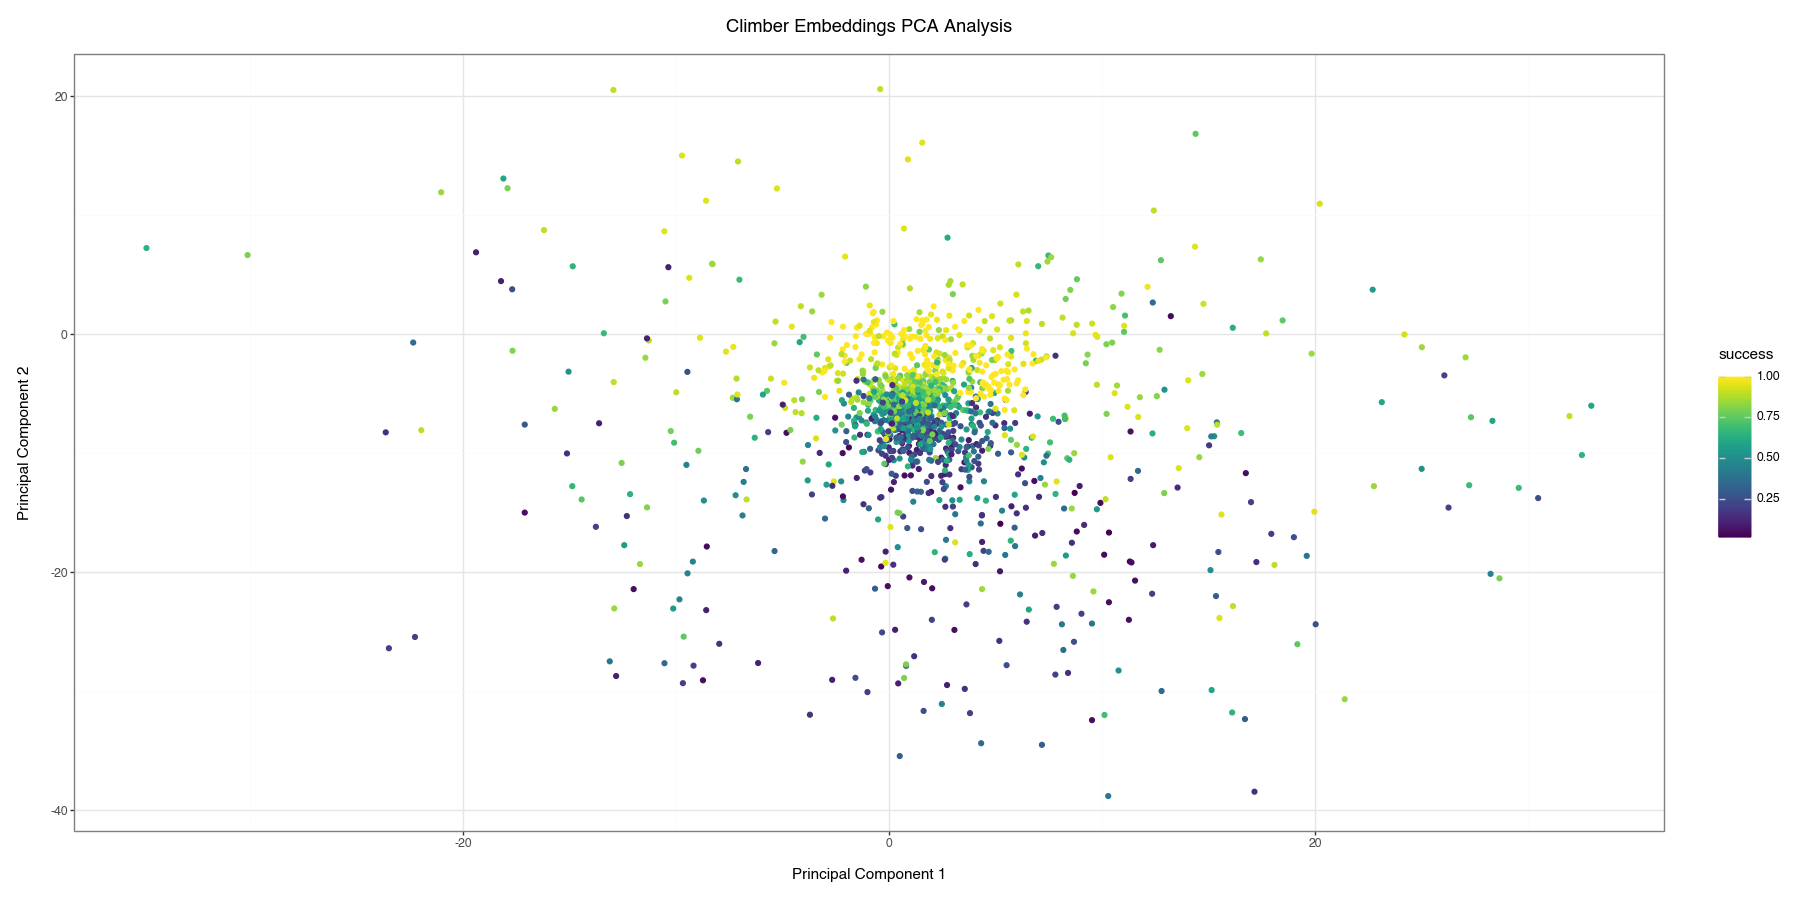 Climber Embeddings PCA Analysis
20
0
-20
-40
-20
0
20
Principal Component 1
Principal Component 2
success
1.00
0.75
0.50
0.25